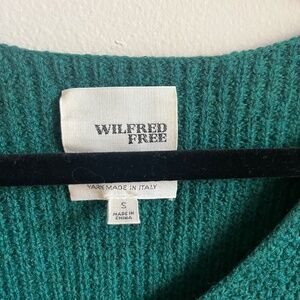 WILFRED
FREE
YARN MADE IN ITALY
S
MADE IN
CHINA